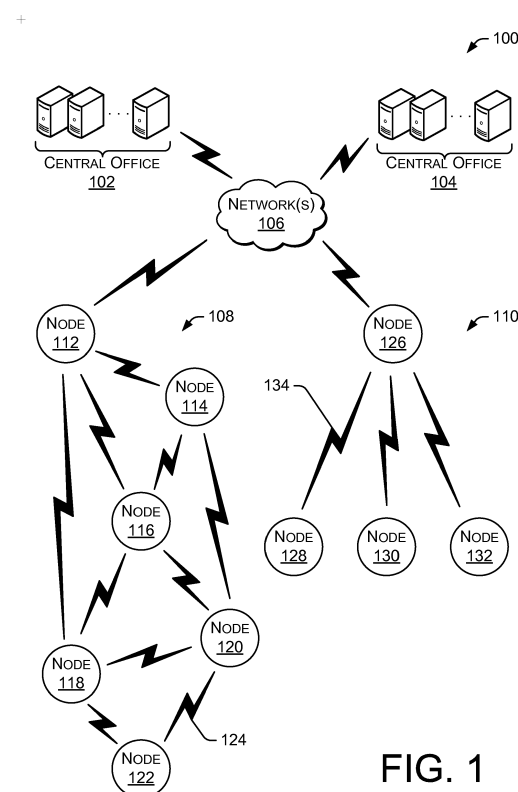 100
CENTRAL OFFICE
102
CENTRAL OFFICE
104
NETWORK(S)
106
108
110
NODE
112
NODE
126
NODE
114
134
NODE
116
NODE
128
NODE
130
NODE
132
NODE
120
NODE
118
124
NODE
122
FIG. 1